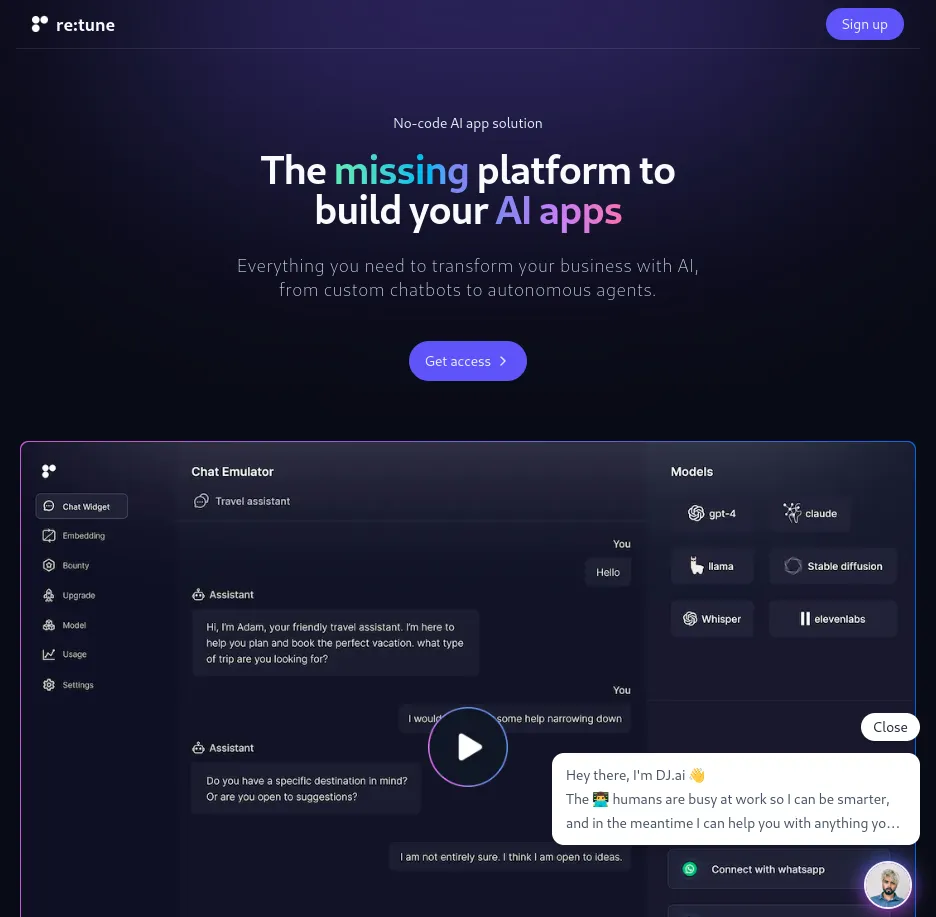 re:tune
Sign up
No-code AI app solution
The missing platform to
build your AI apps
Everything you need to transform your business with AI,
from custom chatbots to autonomous agents.
Get access
Chat Widget
Embedding
Bounty
Upgrade
Model
Usage
Settings
Chat Emulator
Travel assistant
You
Hello
Assistant
Hi, I'm Adam, your friendly travel assistant. I'm here to
help you plan and book the perfect vacation. what type
of trip are you looking for?
You
I would some help narrowing down
Assistant
Do you have a specific destination in mind?
Or are you open to suggestions?
I am not entirely sure. I think I am open to ideas.
Models
gpt-4
claude
llama
Stable diffusion
Whisper
elevenlabs
Close
Hey there, I'm DJ.ai 👋
The 👨‍💻 humans are busy at work so I can be smarter,
and in the meantime I can help you with anything yo...
Connect with whatsapp